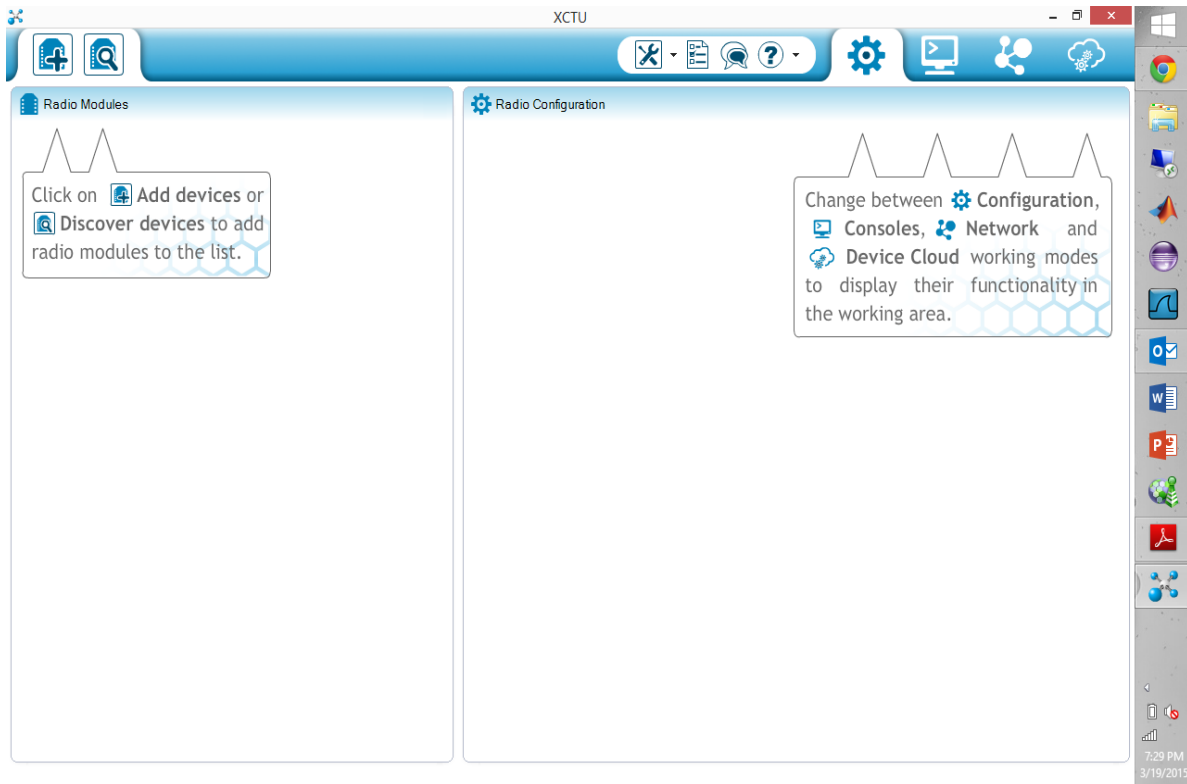 XCTU
Radio Modules
Click on Add devices or
Discover devices to add
radio modules to the list.
Radio Configuration
Change between Configuration,
Consoles, Network and
Device Cloud working modes
to display their functionality in
the working area.
7:29 PM
3/19/2015